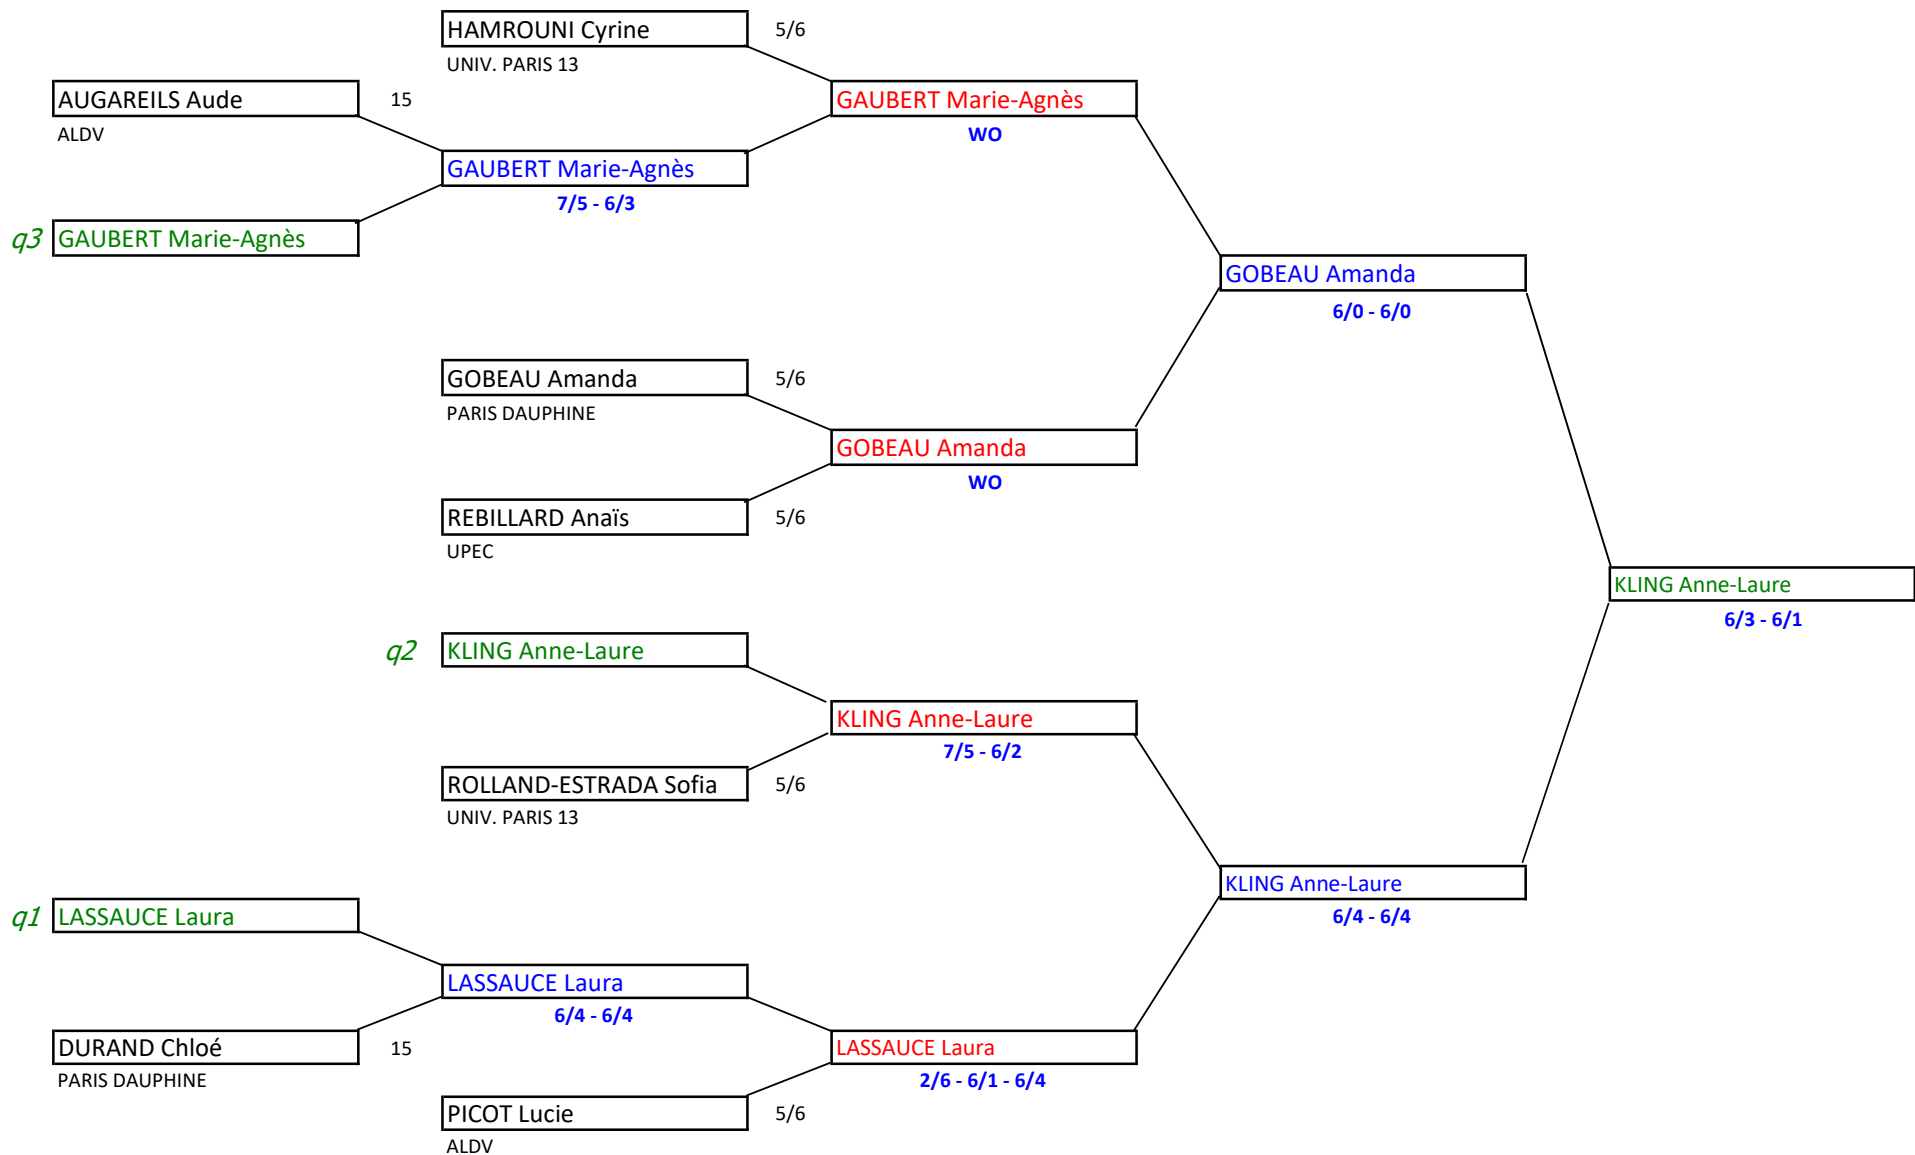 HAMROUNI Cyrine 5/6
UNIV. PARIS 13
AUGAREILS Aude 15
ALDV
GAUBERT Marie-Agnès
WO
GAUBERT Marie-Agnès
7/5 - 6/3
q3 GAUBERT Marie-Agnès
GOBEAU Amanda
6/0 - 6/0
GOBEAU Amanda 5/6
PARIS DAUPHINE
GOBEAU Amanda
WO
REBILLARD Anaïs 5/6
UPEC
KLING Anne-Laure
6/3 - 6/1
q2 KLING Anne-Laure
KLING Anne-Laure
7/5 - 6/2
ROLLAND-ESTRADA Sofia 5/6
UNIV. PARIS 13
KLING Anne-Laure
6/4 - 6/4
q1 LASSAUCE Laura
LASSAUCE Laura
6/4 - 6/4
DURAND Chloé 15
PARIS DAUPHINE
LASSAUCE Laura
2/6 - 6/1 - 6/4
PICOT Lucie 5/6
ALDV